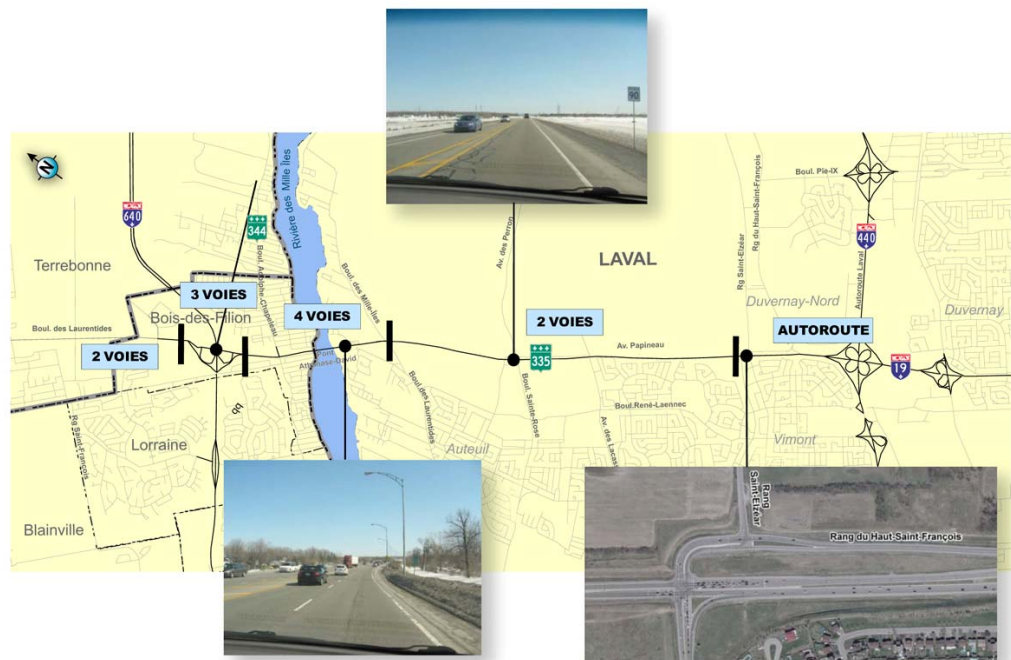 90
N
640
344
Boul. Adolphe-Chapeleau
Rivière des Mille Îles
Boul. des Mille-Îles
Av. des Perron
LAVAL
Rg Saint-Elzéar
Rg du Haut-Saint-François
Boul. Pie-IX
440
Autoroute Laval
Terrebonne
3 VOIES
Bois-des-Filion
4 VOIES
Duvernay-Nord
Duvernay
Boul. des Laurentides
2 VOIES
Pont
Athanase-David
2 VOIES
335
Av. Papineau
AUTOROUTE
19
Rg Saint-François
Lorraine
Boul. des Laurentides
Auteuil
Boul. Sainte-Rose
Boul.René-Laennec
Vimont
Blainville
Rang
Saint-Elzéar
Rang du Haut-Saint-François